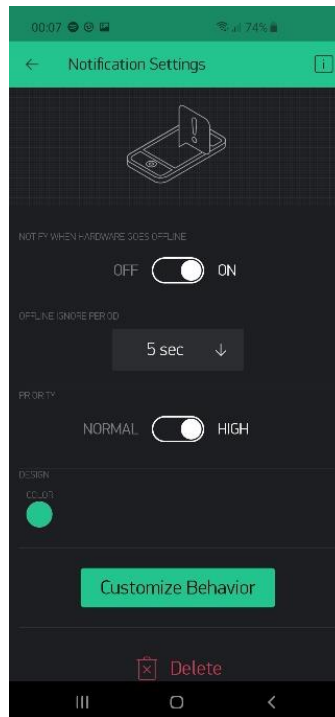 00:07 74%
Notification Settings
NOTIFY WHEN HARDWARE GOES OFFLINE
OFF ON
OFFLINE IGNORE PERIOD
5 sec
PRIORITY
NORMAL HIGH
DESIGN
COLOR
Customize Behavior
Delete